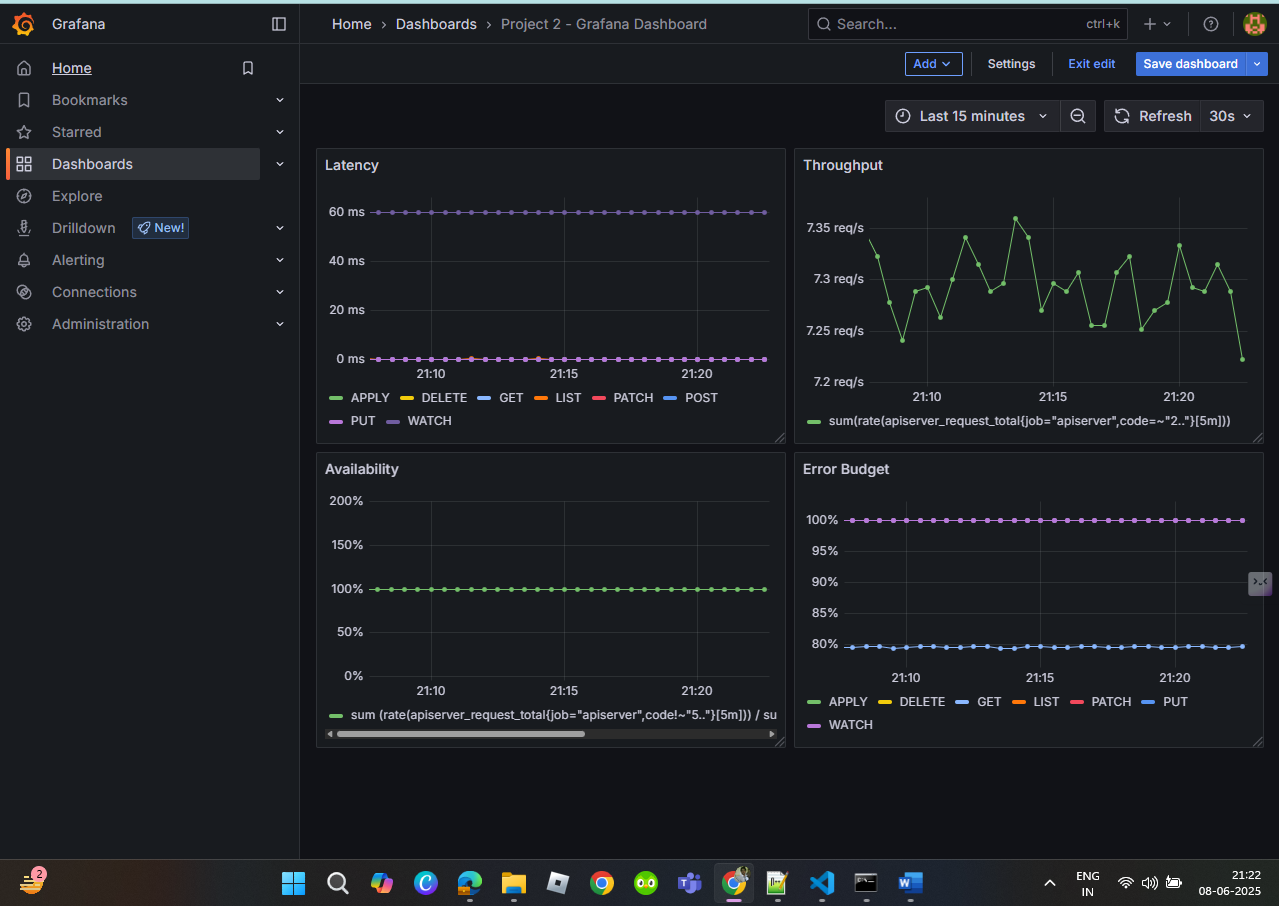 Grafana
Home › Dashboards › Project 2 - Grafana Dashboard
Search...
ctrl+k
Home
Bookmarks
Starred
Dashboards
Explore
Drilldown
New!
Alerting
Connections
Administration
Add
Settings
Exit edit
Save dashboard
Last 15 minutes
Refresh
30s
Latency
60 ms
40 ms
20 ms
0 ms
21:10 21:15 21:20
APPLY DELETE GET LIST PATCH POST
PUT WATCH
Throughput
7.35 req/s
7.3 req/s
7.25 req/s
7.2 req/s
21:10 21:15 21:20
sum(rate(apiserver_request_total{job="apiserver",code=~"2.."}[5m]))
Availability
200%
150%
100%
50%
0%
21:10 21:15 21:20
sum (rate(apiserver_request_total{job="apiserver",code!~"5.."}[5m])) / su
Error Budget
100%
95%
90%
85%
80%
21:10 21:15 21:20
APPLY DELETE GET LIST PATCH PUT
WATCH
2
ENG
IN
21:22
08-06-2025